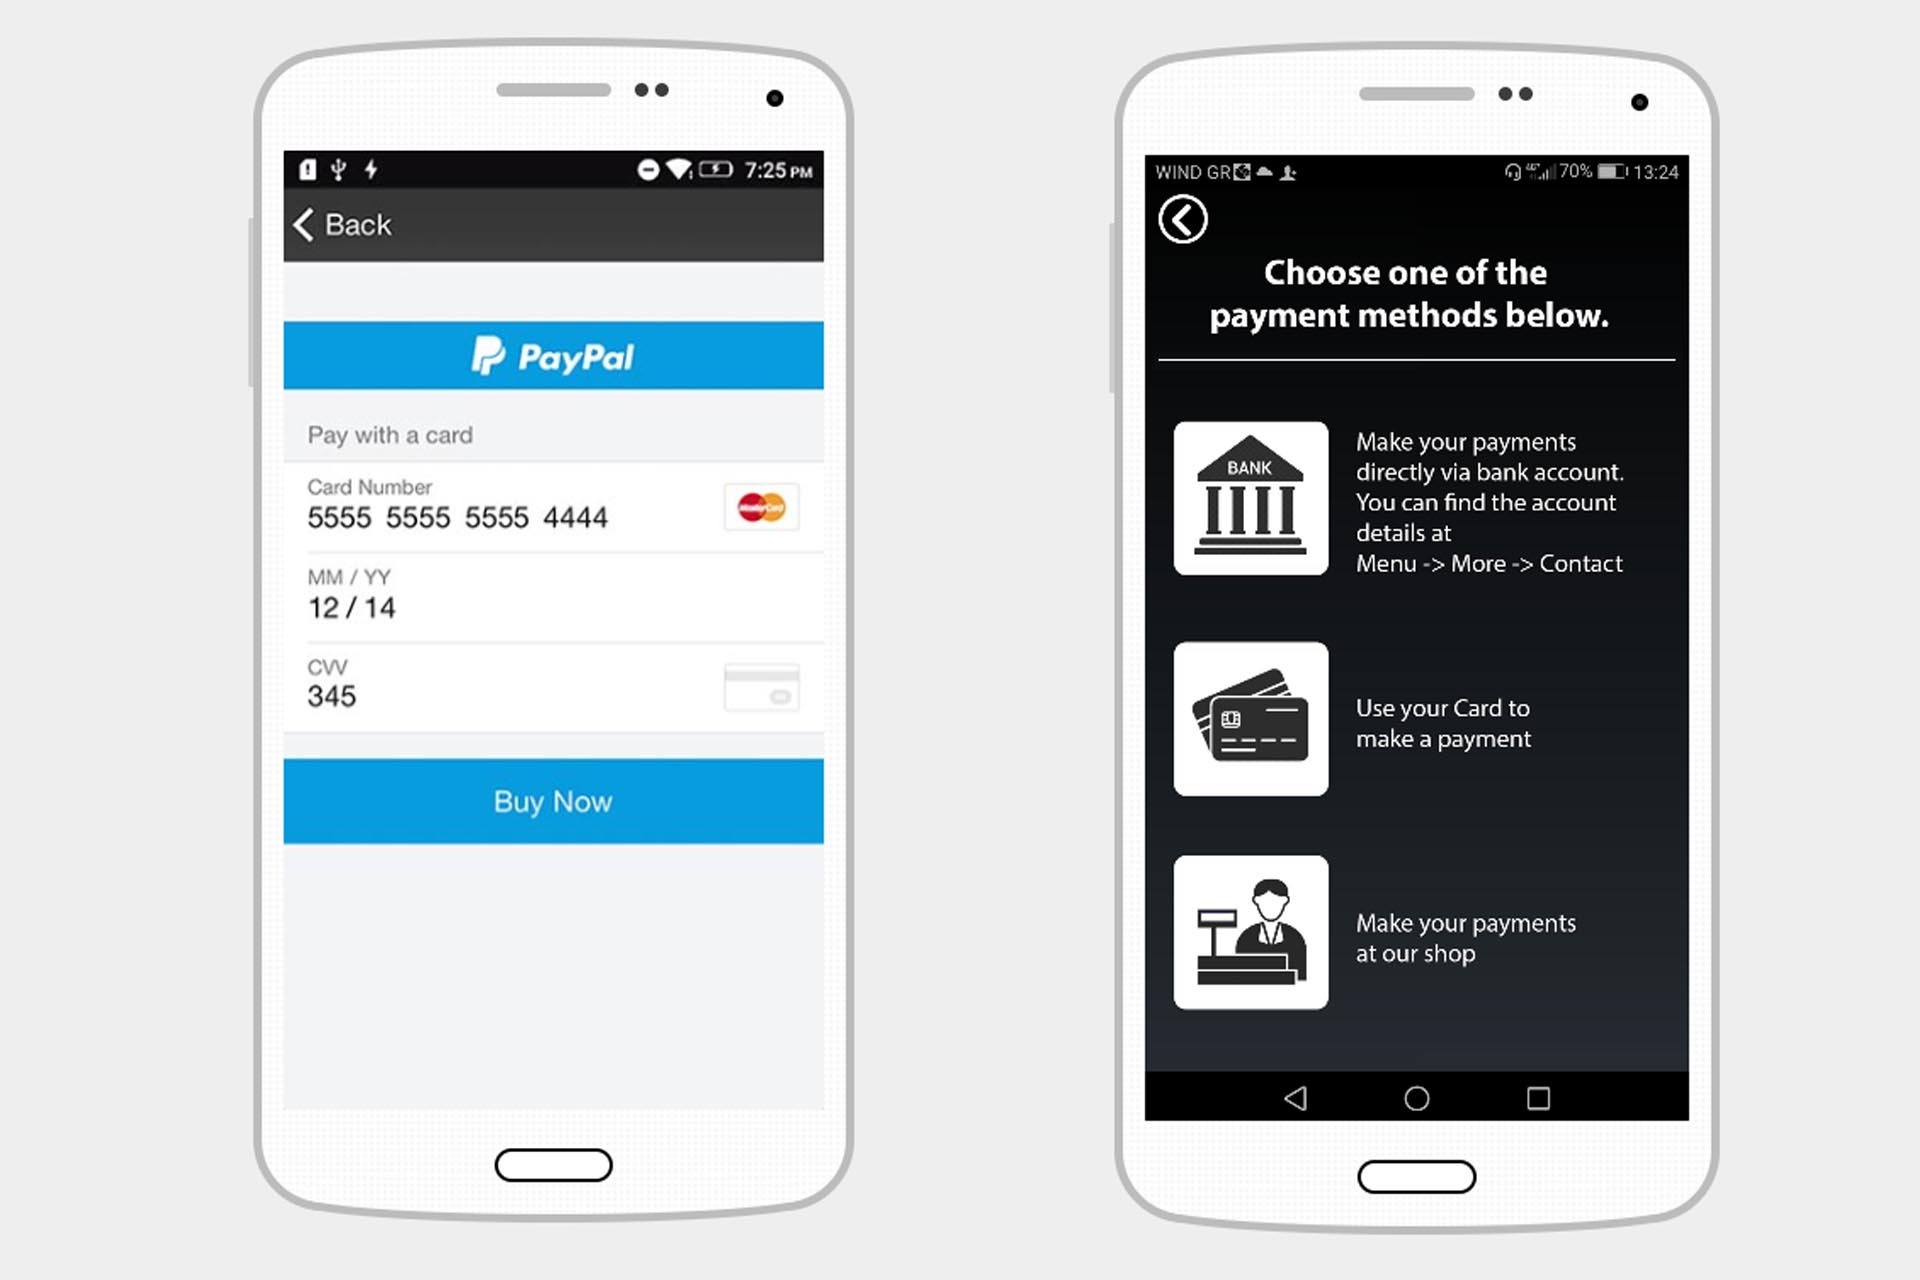 7:25 PM
Back
PayPal
Pay with a card
Card Number
5555 5555 5555 4444
MasterCard
MM / YY
12 / 14
CVV
345
Buy Now
WIND GR
4G 70% 13:24
Choose one of the
payment methods below.
BANK
Make your payments
directly via bank account.
You can find the account
details at
Menu -> More -> Contact
Use your Card to
make a payment
Make your payments
at our shop